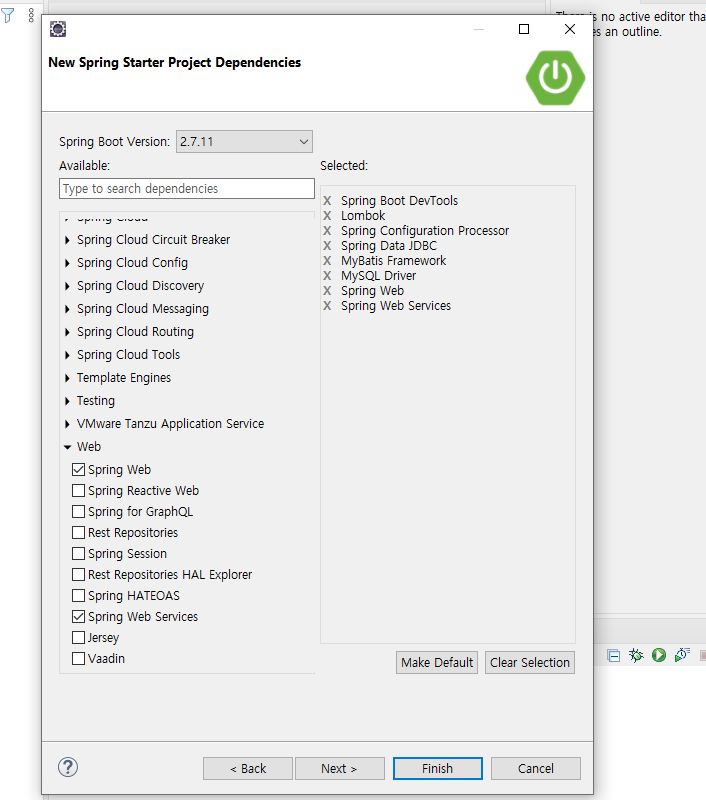 There is no active editor tha
es an outline.
New Spring Starter Project Dependencies
Spring Boot Version: 2.7.11
Available:
Type to search dependencies
Spring Cloud
Spring Cloud Circuit Breaker
Spring Cloud Config
Spring Cloud Discovery
Spring Cloud Messaging
Spring Cloud Routing
Spring Cloud Tools
Template Engines
Testing
VMware Tanzu Application Service
Web
Spring Web
Spring Reactive Web
Spring for GraphQL
Rest Repositories
Spring Session
Rest Repositories HAL Explorer
Spring HATEOAS
Spring Web Services
Jersey
Vaadin
Selected:
X Spring Boot DevTools
X Lombok
X Spring Configuration Processor
X Spring Data JDBC
X MyBatis Framework
X MySQL Driver
X Spring Web
X Spring Web Services
Make Default Clear Selection
? < Back Next > Finish Cancel